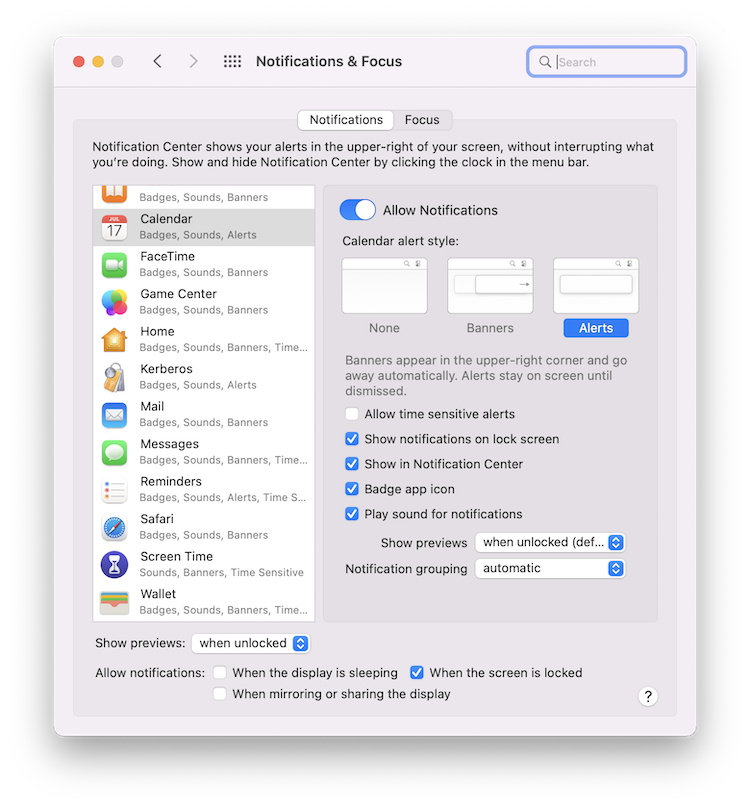 Notifications & Focus
Search
Notifications
Focus
Notification Center shows your alerts in the upper-right of your screen, without interrupting what
you're doing. Show and hide Notification Center by clicking the clock in the menu bar.
Badges, Sounds, Banners
JUL
17
Calendar
Badges, Sounds, Alerts
FaceTime
Badges, Sounds, Banners
Game Center
Badges, Sounds, Banners
Home
Badges, Sounds, Banners, Time...
Kerberos
Badges, Sounds, Alerts
Mail
Badges, Sounds, Banners
Messages
Badges, Sounds, Banners, Time...
Reminders
Badges, Sounds, Alerts, Time S...
Safari
Badges, Sounds, Banners
Screen Time
Sounds, Banners, Time Sensitive
Wallet
Badges, Sounds, Banners, Time...
Allow Notifications
Calendar alert style:
None
Banners
Alerts
Banners appear in the upper-right corner and go
away automatically. Alerts stay on screen until
dismissed.
Allow time sensitive alerts
Show notifications on lock screen
Show in Notification Center
Badge app icon
Play sound for notifications
Show previews when unlocked (def...
Notification grouping automatic
Show previews: when unlocked
Allow notifications: When the display is sleeping When the screen is locked
When mirroring or sharing the display
?